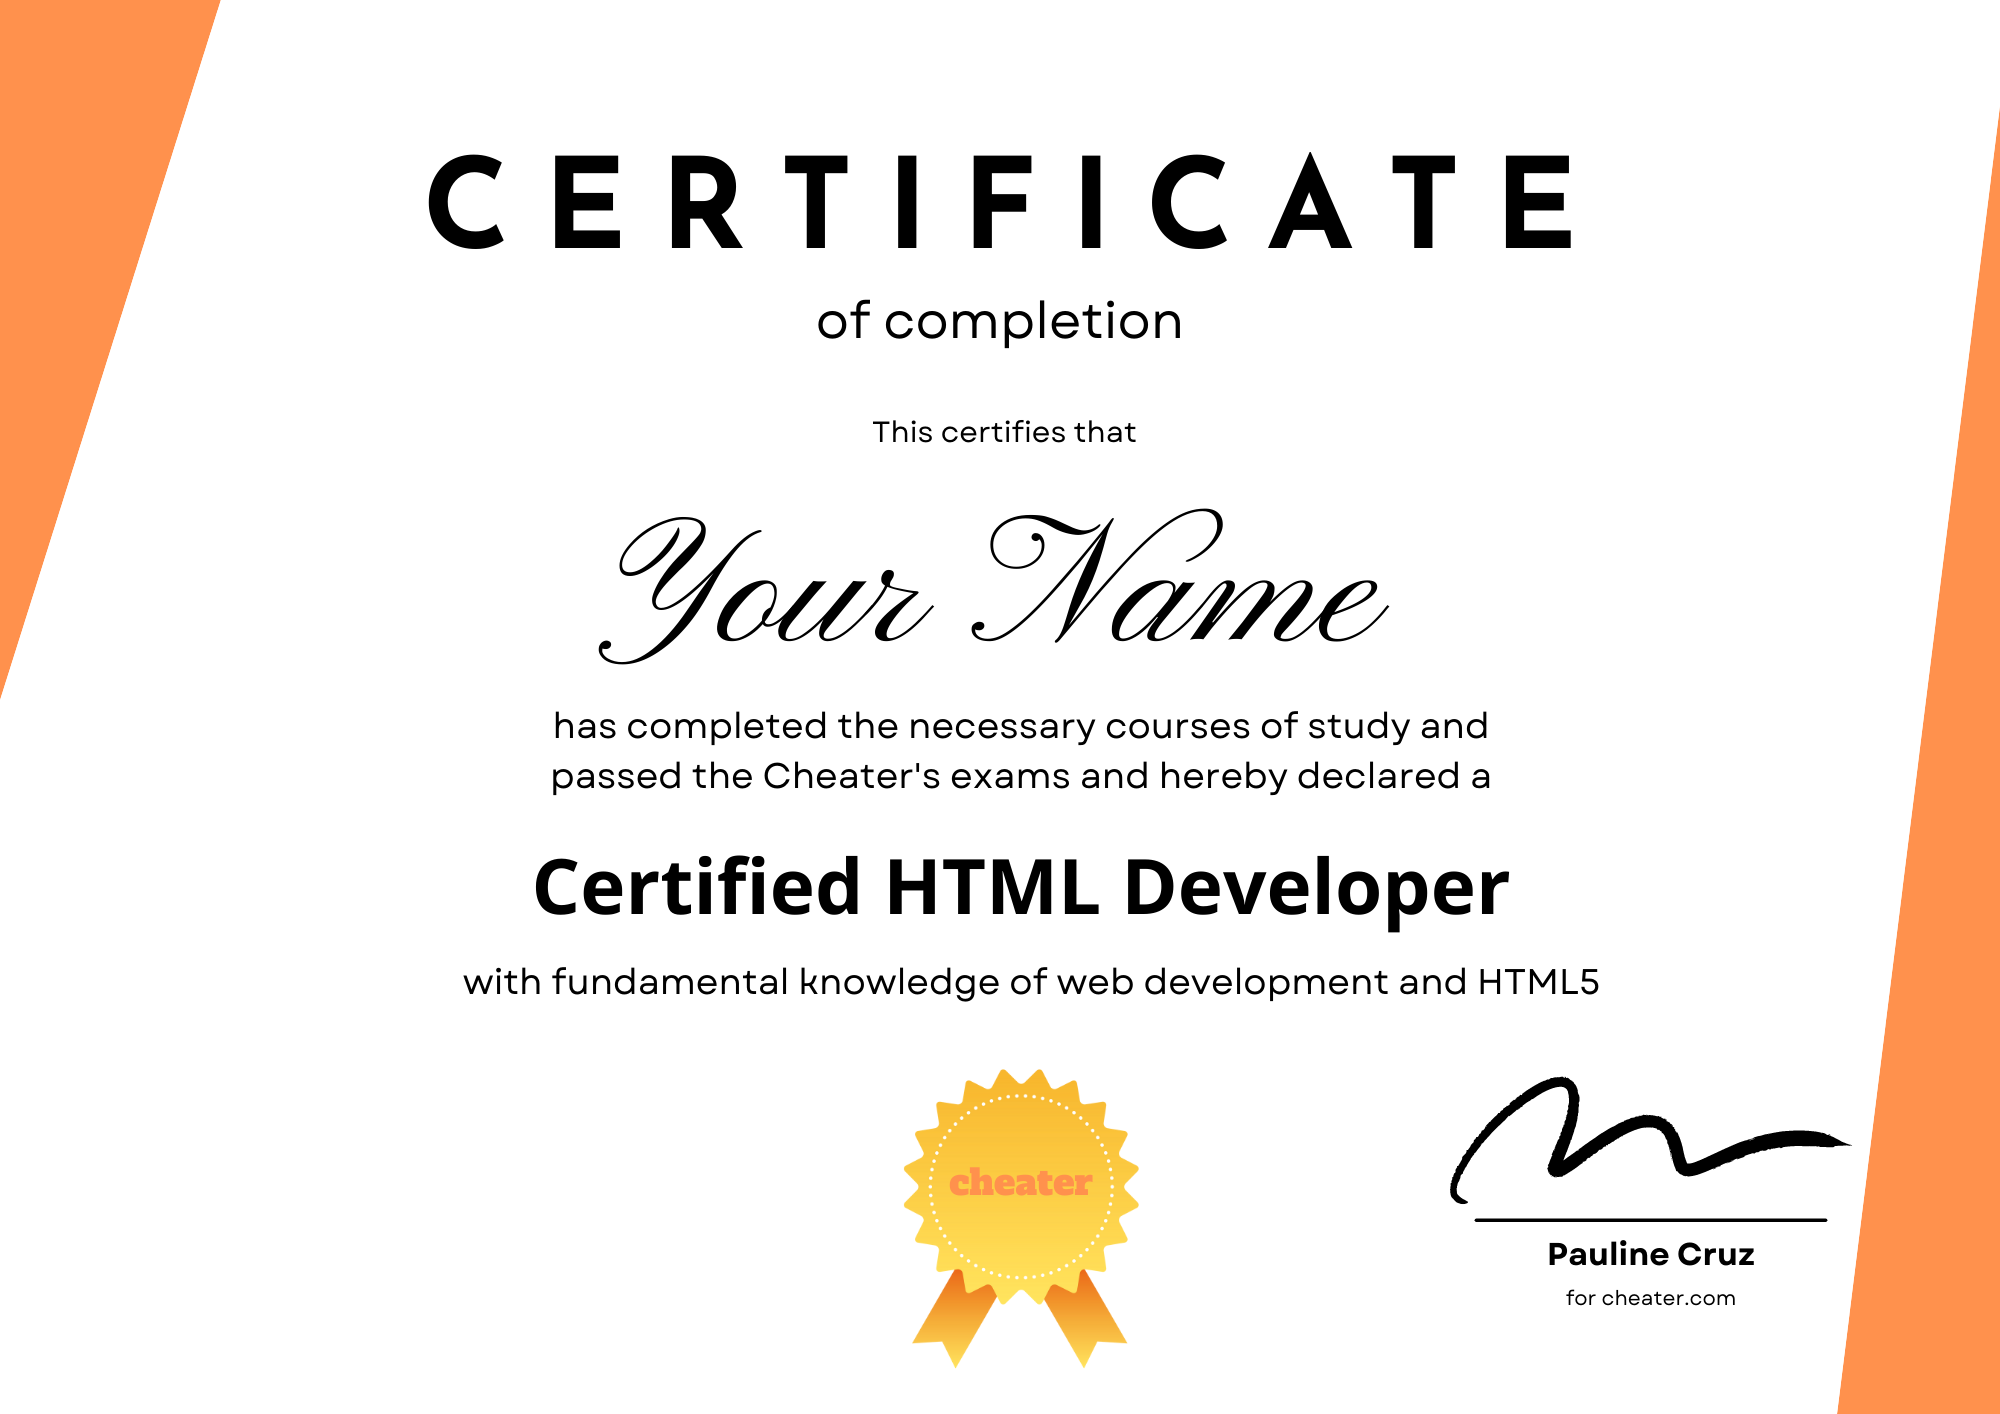 CERTIFICATE
of completion
This certifies that
Your Name
has completed the necessary courses of study and
passed the Cheater's exams and hereby declared a
Certified HTML Developer
with fundamental knowledge of web development and HTML5
cheater
Pauline Cruz
for cheater.com